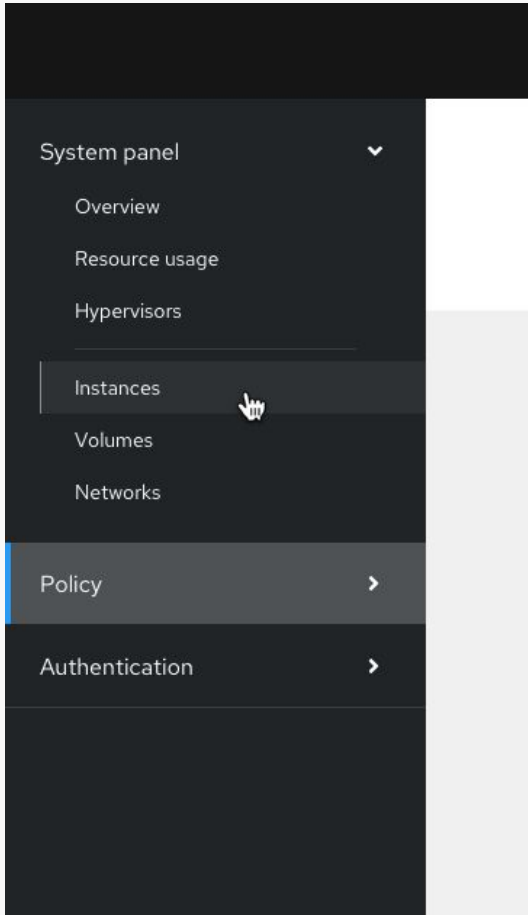 System panel
Overview
Resource usage
Hypervisors
Instances
Volumes
Networks
Policy
Authentication